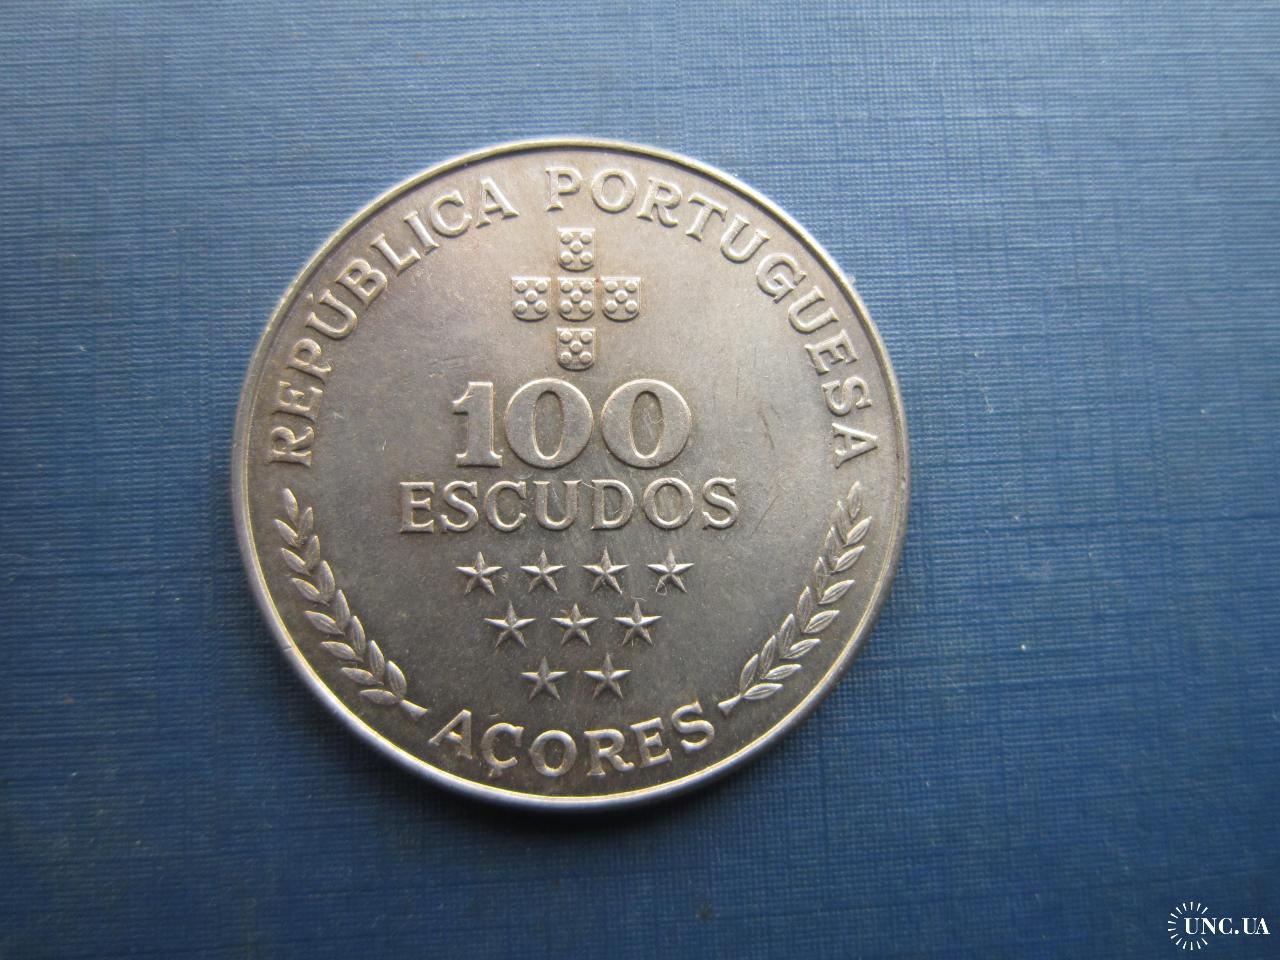 REPÚBLICA PORTUGUESA
100
ESCUDOS
AÇORES
UNC.UA